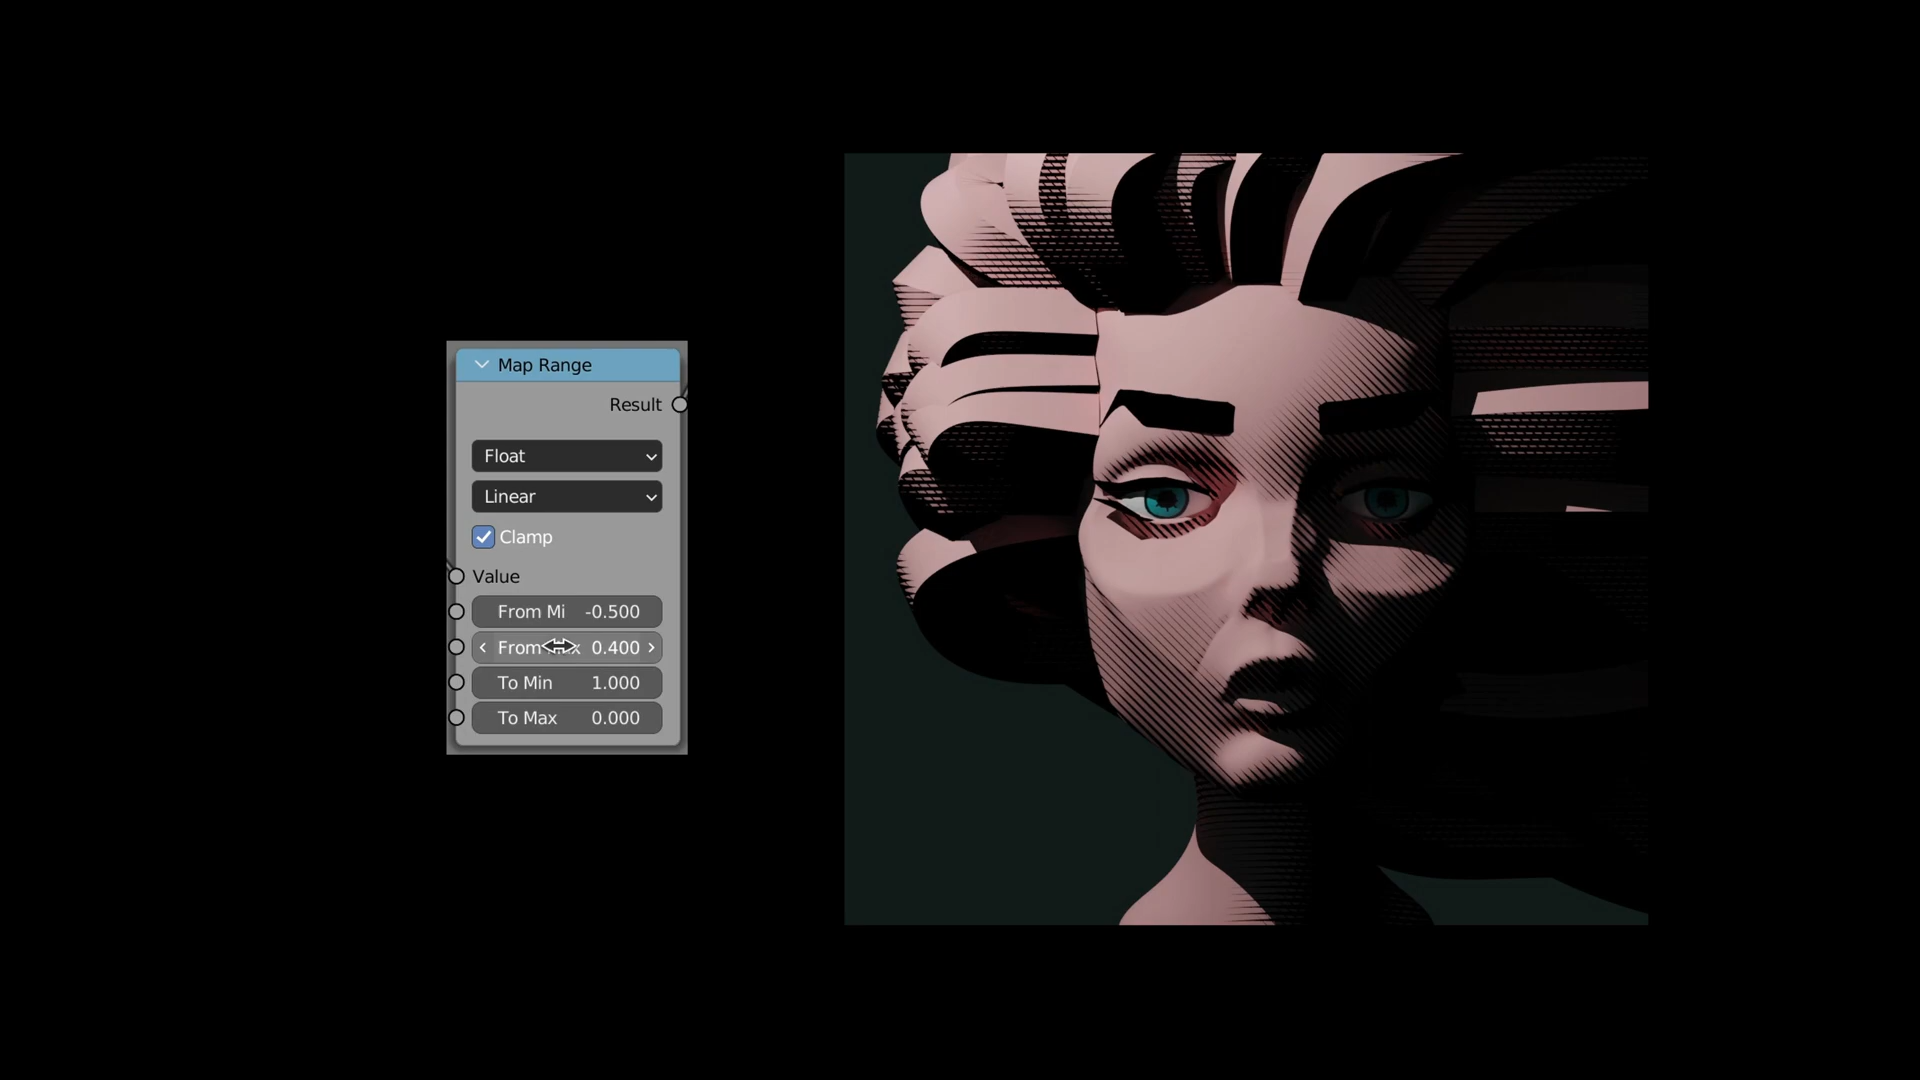 Map Range
Result
Float
Linear
Clamp
Value
From Mi -0.500
From 0.400
To Min 1.000
To Max 0.000